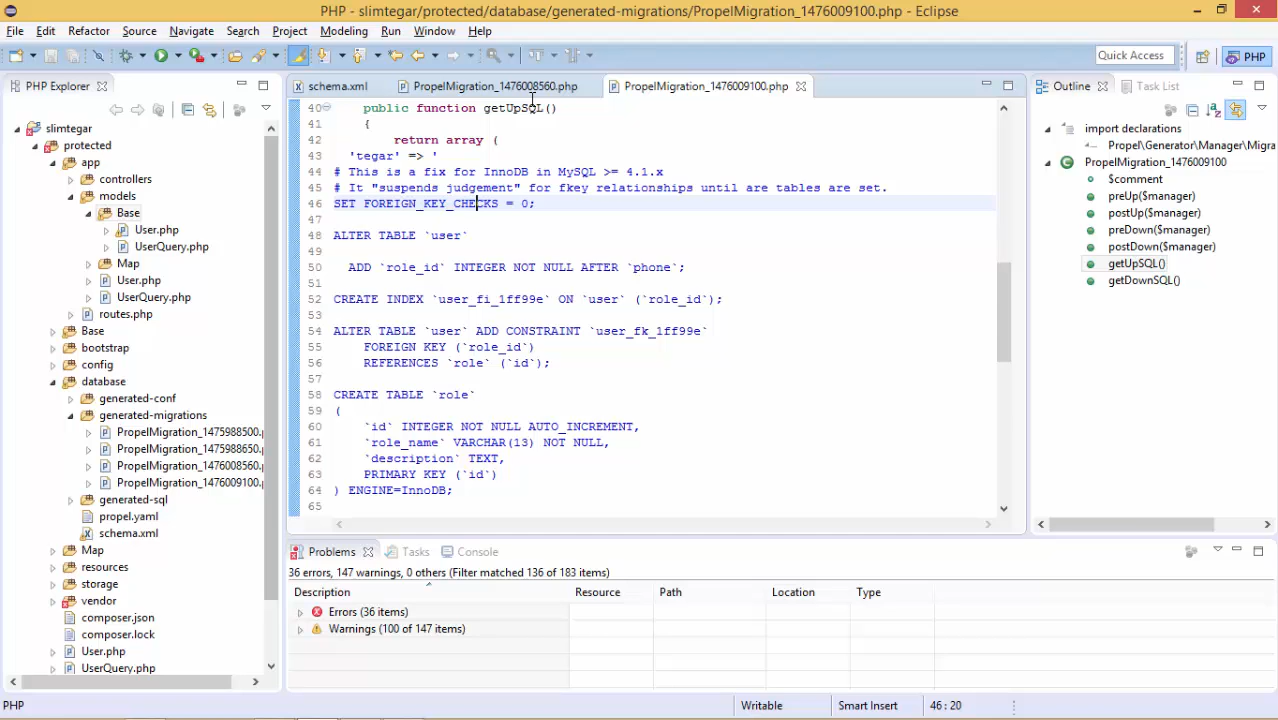 PHP - slimtegar/protected/database/generated-migrations/PropelMigration_1476009100.php - Eclipse
File Edit Refactor Source Navigate Search Project Modeling Run Window Help
Quick Access
PHP
PHP Explorer
slimtegar
protected
app
controllers
models
Base
User.php
UserQuery.php
Map
User.php
UserQuery.php
routes.php
Base
bootstrap
config
database
generated-conf
generated-migrations
PropelMigration_1475988500.
PropelMigration_1475988650.
PropelMigration_1476008560.
PropelMigration_1476009100.
generated-sql
propel.yaml
schema.xml
Map
resources
storage
vendor
composer.json
composer.lock
User.php
UserQuery.php
schema.xml
PropelMigration_1476008560.php
PropelMigration_1476009100.php
40 public function getUpSQL()
41 {
42 return array (
43 'tegar' => '
44 # This is a fix for InnoDB in MySQL >= 4.1.x
45 # It "suspends judgement" for fkey relationships until are tables are set.
46 SET FOREIGN_KEY_CHECKS = 0;
47
48 ALTER TABLE `user`
49
50 ADD `role_id` INTEGER NOT NULL AFTER `phone`;
51
52 CREATE INDEX `user_fi_1ff99e` ON `user` (`role_id`);
53
54 ALTER TABLE `user` ADD CONSTRAINT `user_fk_1ff99e`
55 FOREIGN KEY (`role_id`)
56 REFERENCES `role` (`id`);
57
58 CREATE TABLE `role`
59 (
60 `id` INTEGER NOT NULL AUTO_INCREMENT,
61 `role_name` VARCHAR(13) NOT NULL,
62 `description` TEXT,
63 PRIMARY KEY (`id`)
64 ) ENGINE=InnoDB;
65
Outline
Task List
import declarations
Propel\Generator\Manager\Migra
PropelMigration_1476009100
$comment
preUp($manager)
postUp($manager)
preDown($manager)
postDown($manager)
getUpSQL()
getDownSQL()
Problems
Tasks
Console
36 errors, 147 warnings, 0 others (Filter matched 136 of 183 items)
Description Resource Path Location Type
Errors (36 items)
Warnings (100 of 147 items)
PHP Writable Smart Insert 46 : 20